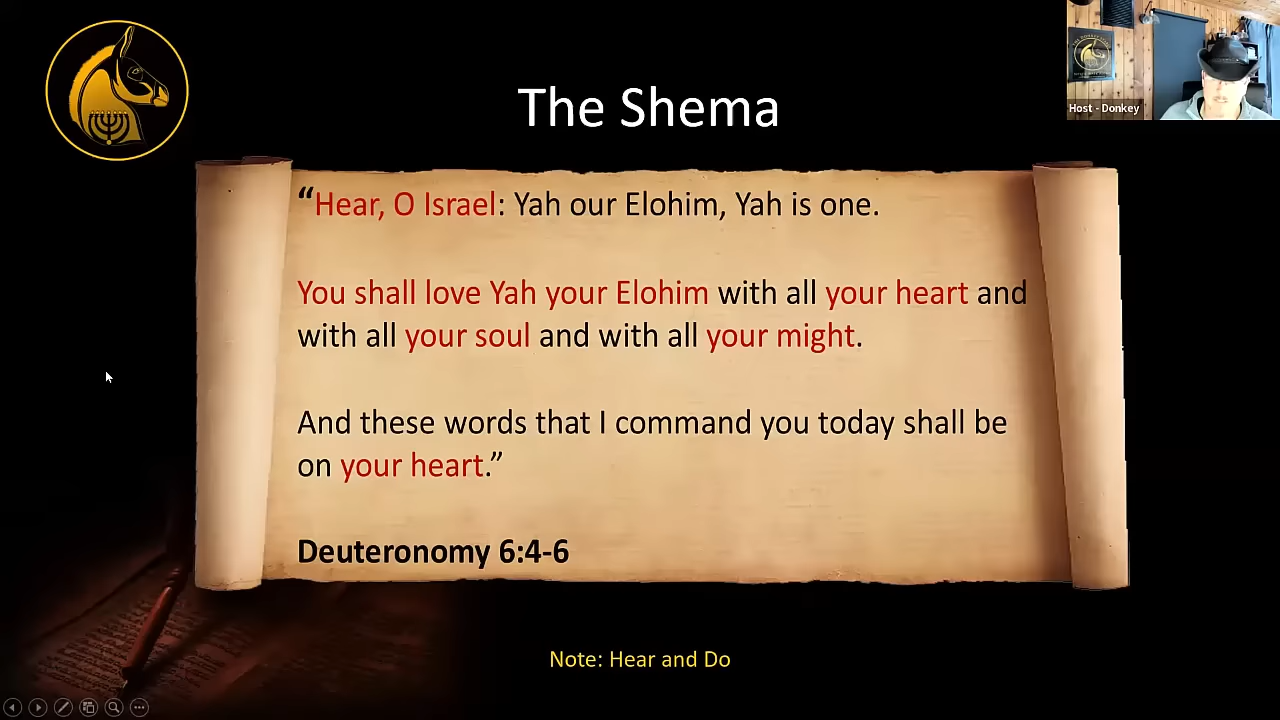 The Shema
Host - Donkey
“Hear, O Israel: Yah our Elohim, Yah is one.
You shall love Yah your Elohim with all your heart and
with all your soul and with all your might.
And these words that I command you today shall be
on your heart.”
Deuteronomy 6:4-6
Note: Hear and Do